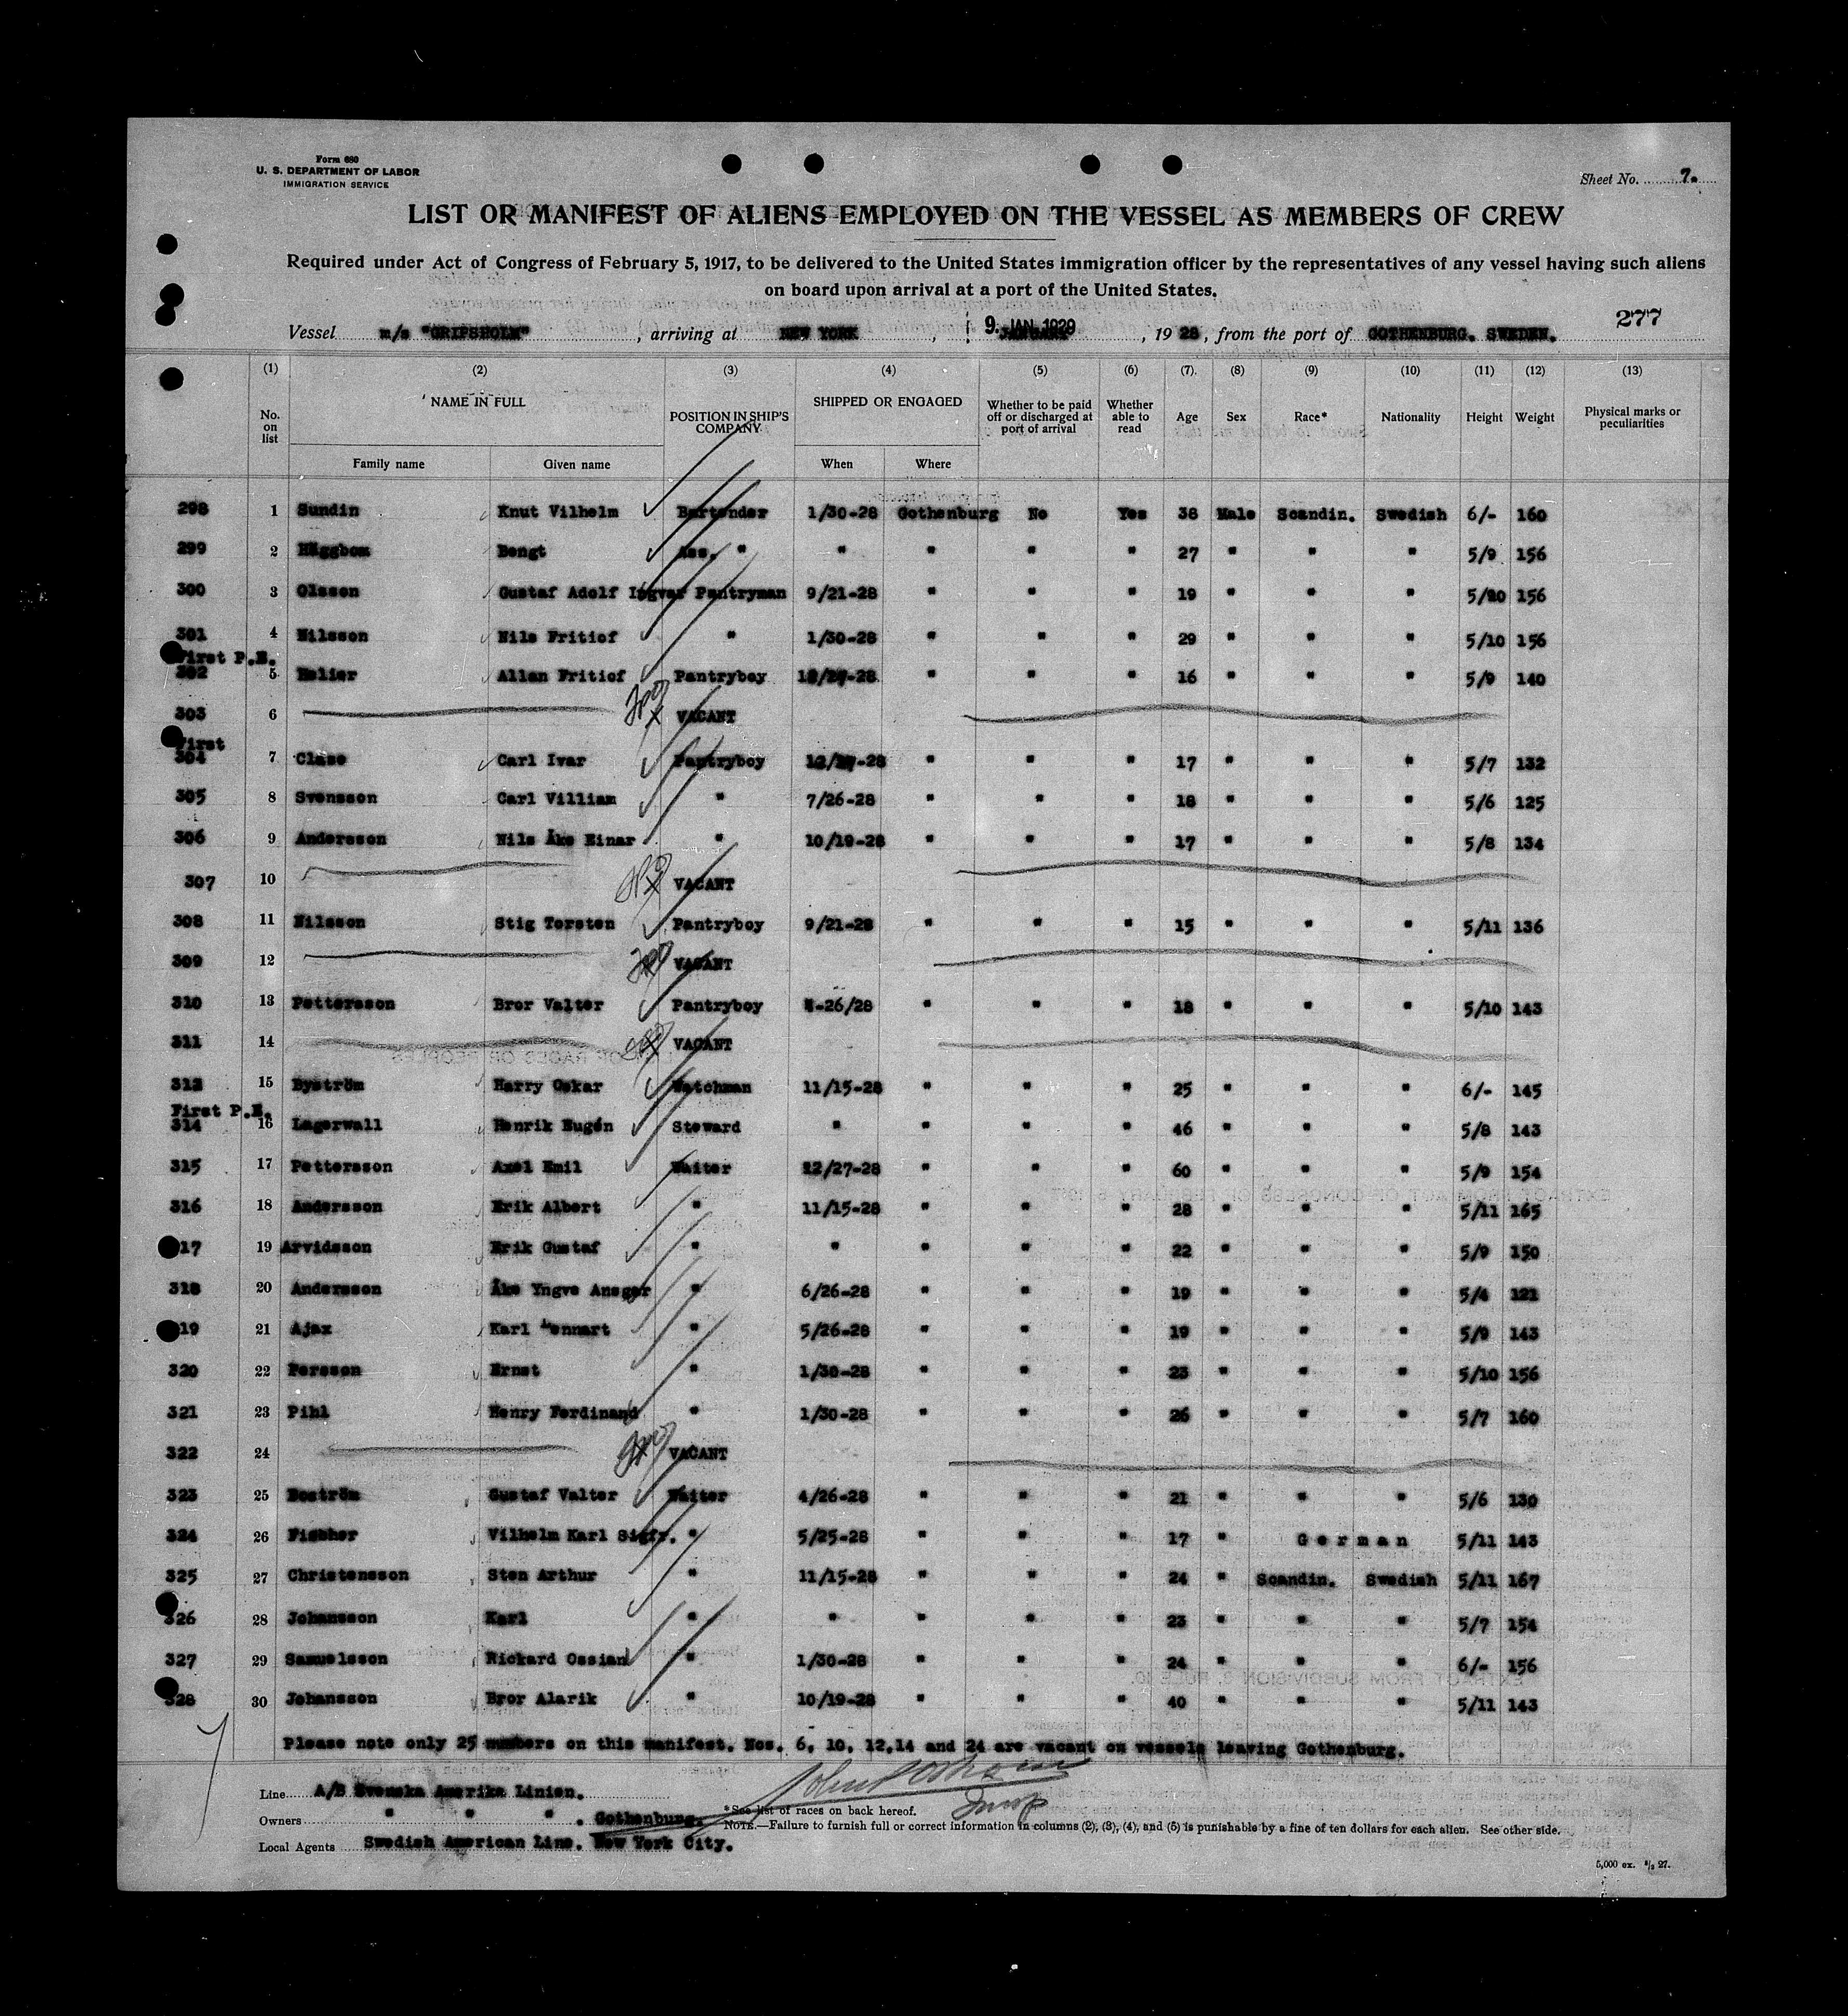 Form 680
U. S. DEPARTMENT OF LABOR
IMMIGRATION SERVICE
Sheet No. 7.
LIST OR MANIFEST OF ALIENS EMPLOYED ON THE VESSEL AS MEMBERS OF CREW
Required under Act of Congress of February 5, 1917, to be delivered to the United States immigration officer by the representatives of any vessel having such aliens
on board upon arrival at a port of the United States.
277
Vessel m/s "GRIPSHOLM", arriving at NEW YORK, 9. JAN. 1929 JANUARY, 19 28, from the port of GOTHENBURG, SWEDEN.
(1) (2) (3) (4) (5) (6) (7). (8) (9) (10) (11) (12) (13)
No. on list NAME IN FULL POSITION IN SHIP'S COMPANY SHIPPED OR ENGAGED Whether to be paid off or discharged at port of arrival Whether able to read Age Sex Race* Nationality Height Weight Physical marks or peculiarities
Family name Given name When Where
298 1 Sundin Knut Vilhelm Bartender 1/30-28 Gothenburg No Yes 38 Male Scandin. Swedish 6/- 160
299 2 Häggbom Bengt Ass. " " " " " 27 " " " 5/9 156
300 3 Olsson Gustaf Adolf Ingvar Pantryman 9/21-28 " " " 19 " " " 5/10 156
301 4 Nilsson Nils Fritiof " 1/30-28 " " " 29 " " " 5/10 156
First P.E.
302 5 Helier Allan Fritiof Pantryboy 12/27-28 " " " 16 " " " 5/9 140
303 6 VACANT
First
304 7 Clase Carl Ivar Pantryboy 12/27-28 " " " 17 " " " 5/7 132
305 8 Svensson Carl Villiam " 7/26-28 " " " 18 " " " 5/6 125
306 9 Andersson Nils Åke Einar " 10/19-28 " " " 17 " " " 5/8 134
307 10 VACANT
308 11 Nilsson Stig Torsten Pantryboy 9/21-28 " " " 15 " " " 5/11 136
309 12 VACANT
310 13 Pettersson Bror Valter Pantryboy 4-26/28 " " " 18 " " " 5/10 143
311 14 VACANT
312 15 Byström Harry Oskar Watchman 11/15-28 " " " 25 " " " 6/- 145
First P.E.
314 16 Lagerwall Henrik Eugén Steward " " " " 46 " " " 5/8 143
315 17 Pettersson Axel Emil Waiter 12/27-28 " " " 60 " " " 5/9 154
316 18 Andersson Erik Albert " 11/15-28 " " " 28 " " " 5/11 165
317 19 Arvidsson Erik Gustaf " " " " " 22 " " " 5/9 150
318 20 Andersson Åke Yngve Ansgar " 6/26-28 " " " 19 " " " 5/4 121
319 21 Ajax Karl Lennart " 5/26-28 " " " 19 " " " 5/9 143
320 22 Persson Ernst " 1/30-28 " " " 23 " " " 5/10 156
321 23 Pihl Henry Ferdinand " 1/30-28 " " " 26 " " " 5/7 160
322 24 VACANT
323 25 Boström Gustaf Valter Waiter 4/26-28 " " " 21 " " " 5/6 130
324 26 Fischer Vilhelm Karl Sigfr. " 5/25-28 " " " 17 " German 5/11 143
325 27 Christensson Sten Arthur " 11/15-28 " " " 24 " Scandin. Swedish 5/11 167
326 28 Johansson Karl " " " " " 23 " " " 5/7 154
327 29 Samuelsson Rickard Ossian " 1/30-28 " " " 24 " " " 6/- 156
328 30 Johansson Bror Alarik " 10/19-28 " " " 40 " " " 5/11 143
Please note only 25 numbers on this manifest. Nos. 6, 10, 12,14 and 24 are vacant on vessels leaving Gothenburg.
Line A/B Svenska Amerika Linien.
Owners " " " . Gothenburg.
Local Agents Swedish American Line. New York City.
*See list of races on back hereof.
NOTE.—Failure to furnish full or correct information in columns (2), (3), (4), and (5) is punishable by a fine of ten dollars for each alien. See other side.
5,000 ex. 8/2 27.